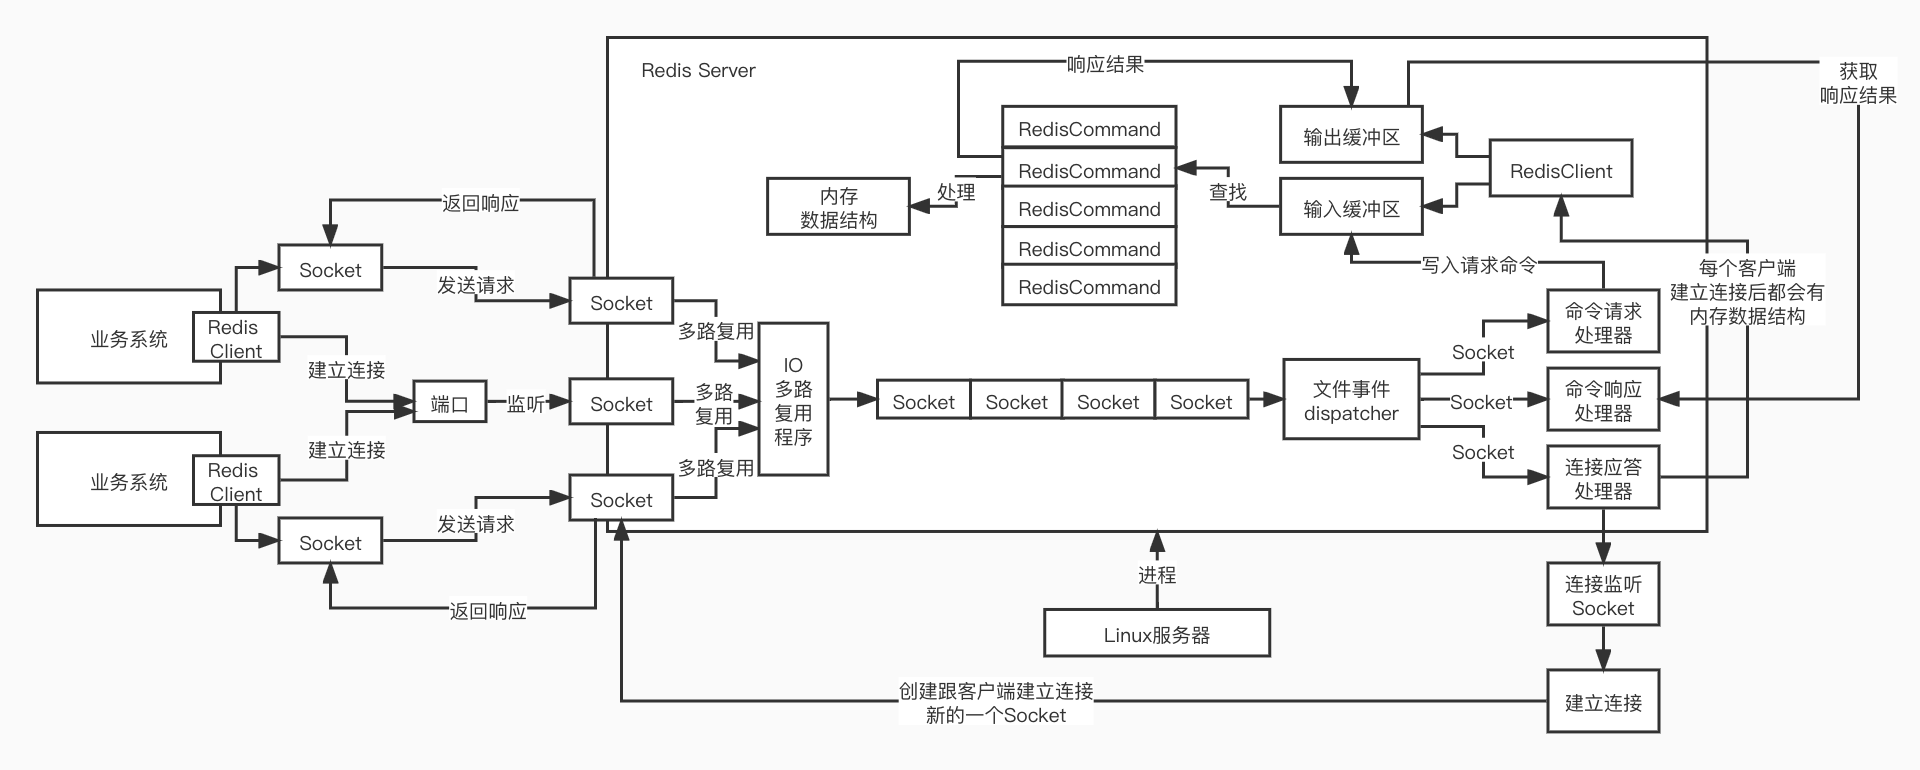 Redis Server
响应结果
获取
响应结果
RedisCommand
RedisCommand
RedisCommand
RedisCommand
RedisCommand
输出缓冲区
输入缓冲区
RedisClient
内存
数据结构
处理
查找
写入请求命令
每个客户端
建立连接后都会有
内存数据结构
返回响应
Socket
发送请求
业务系统
Redis
Client
建立连接
端口
监听
建立连接
业务系统
Redis
Client
Socket
发送请求
返回响应
Socket
Socket
Socket
多路复用
多路
复用
多路复用
IO
多路
复用
程序
Socket
Socket
Socket
Socket
文件事件
dispatcher
Socket
Socket
Socket
命令请求
处理器
命令响应
处理器
连接应答
处理器
进程
Linux服务器
连接监听
Socket
建立连接
创建跟客户端建立连接
新的一个Socket